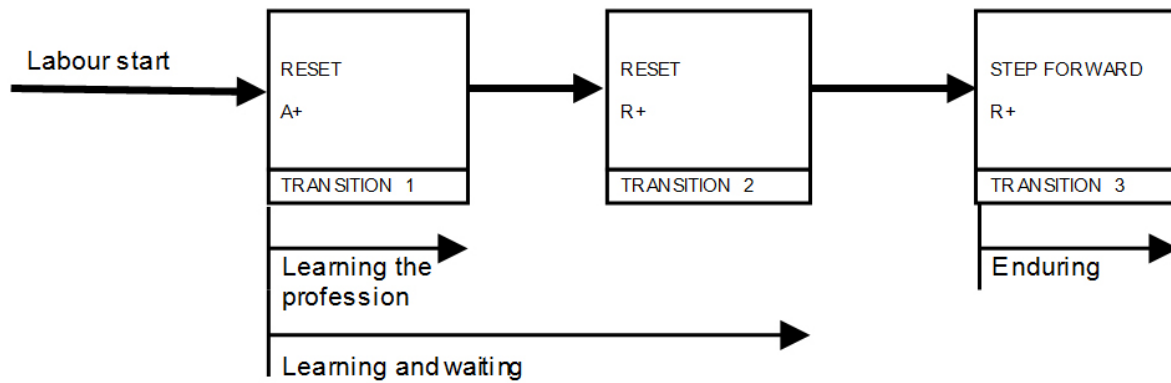 Labour start
RESET
A+
TRANSITION 1
RESET
R+
TRANSITION 2
STEP FORWARD
R+
TRANSITION 3
Learning the
profession
Enduring
Learning and waiting